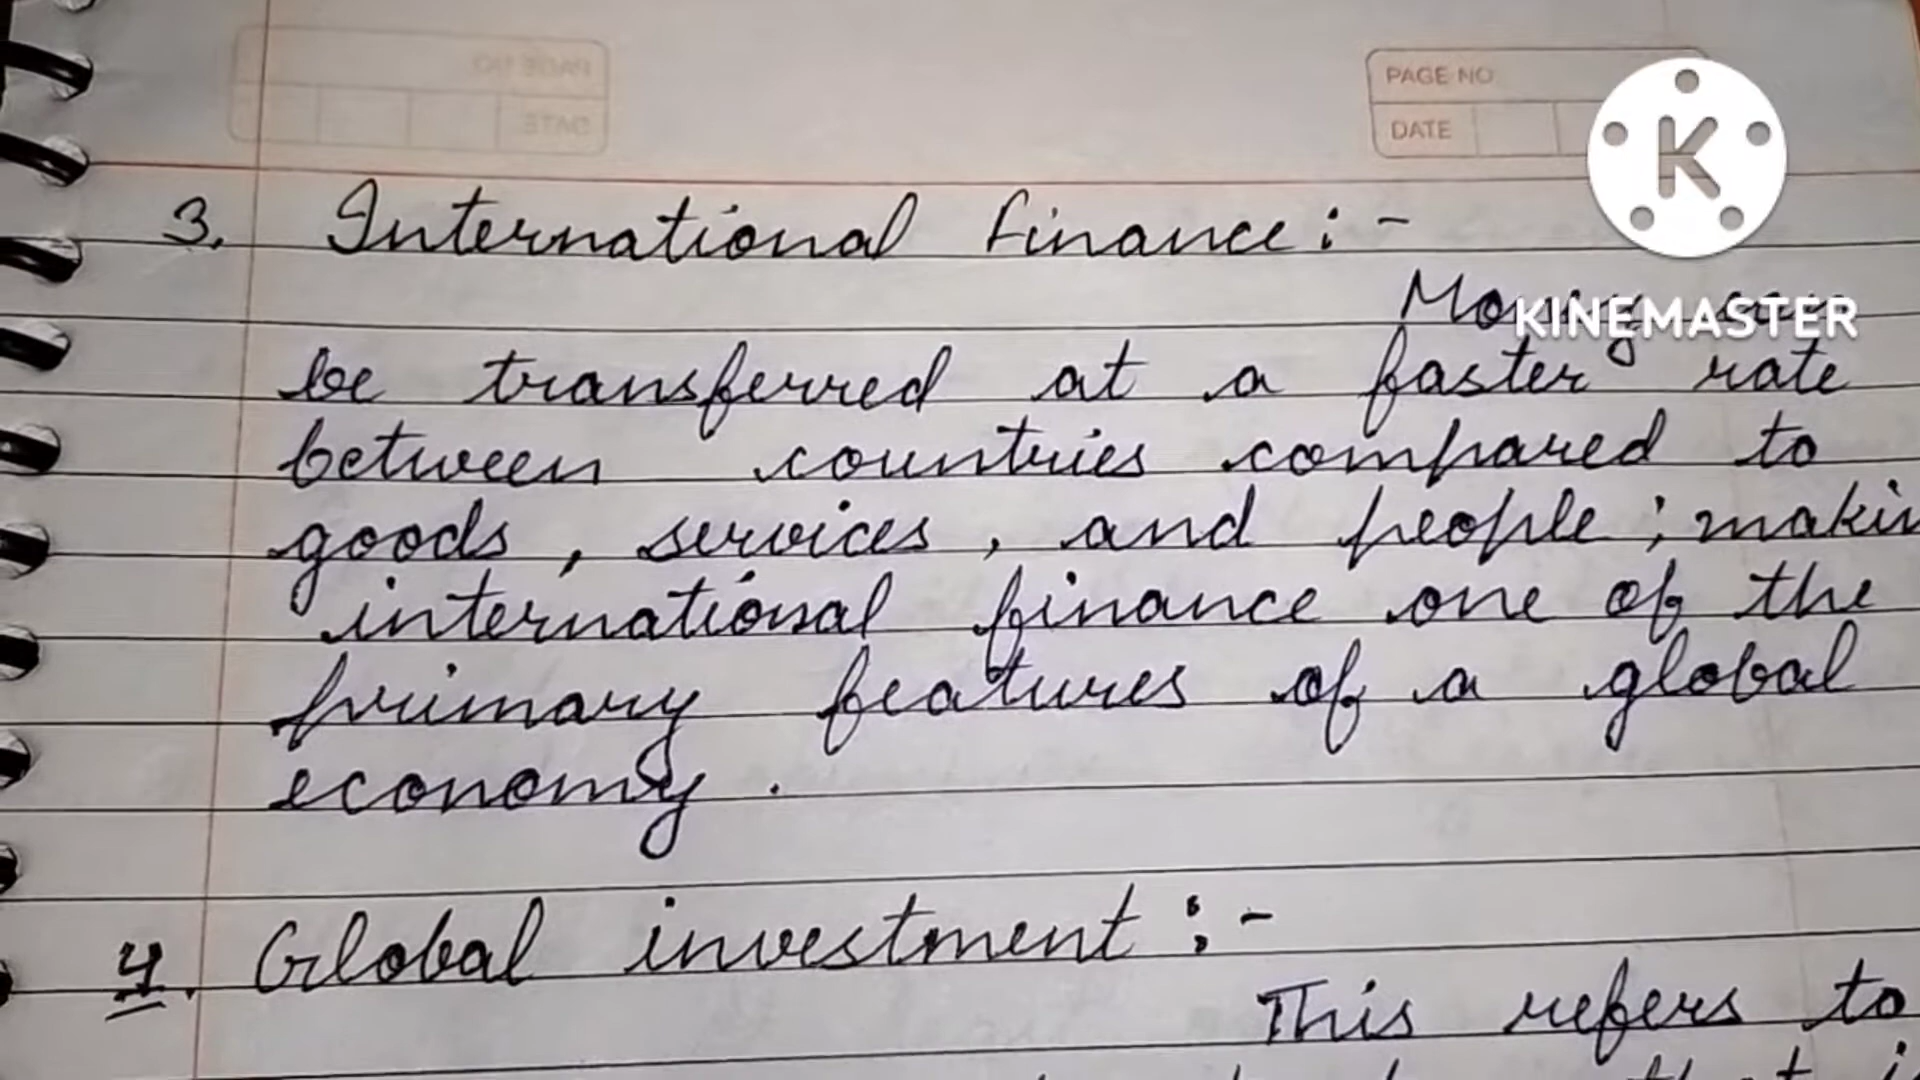 PAGE NO
DATE
K
KINEMASTER
3. International finance :-
Money can
be transferred at a faster rate
between countries compared to
goods, services, and people; makin
international finance one of the
primary features of a global
economy.
4. Global investment :-
This refers to